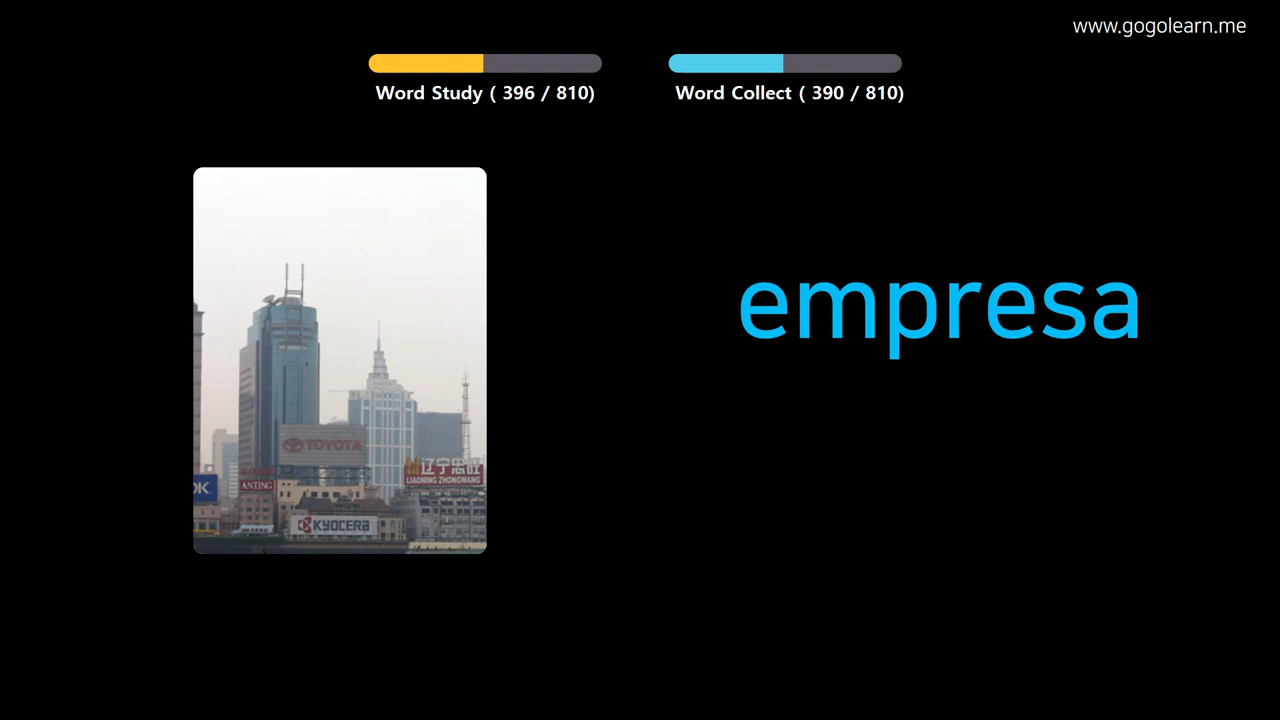 www.gogolearn.me
Word Study ( 396 / 810)
Word Collect ( 390 / 810)
empresa
TOYOTA
辽宁忠旺
LIAONING ZHONGWANG
OK
ANTING
KYOCERA